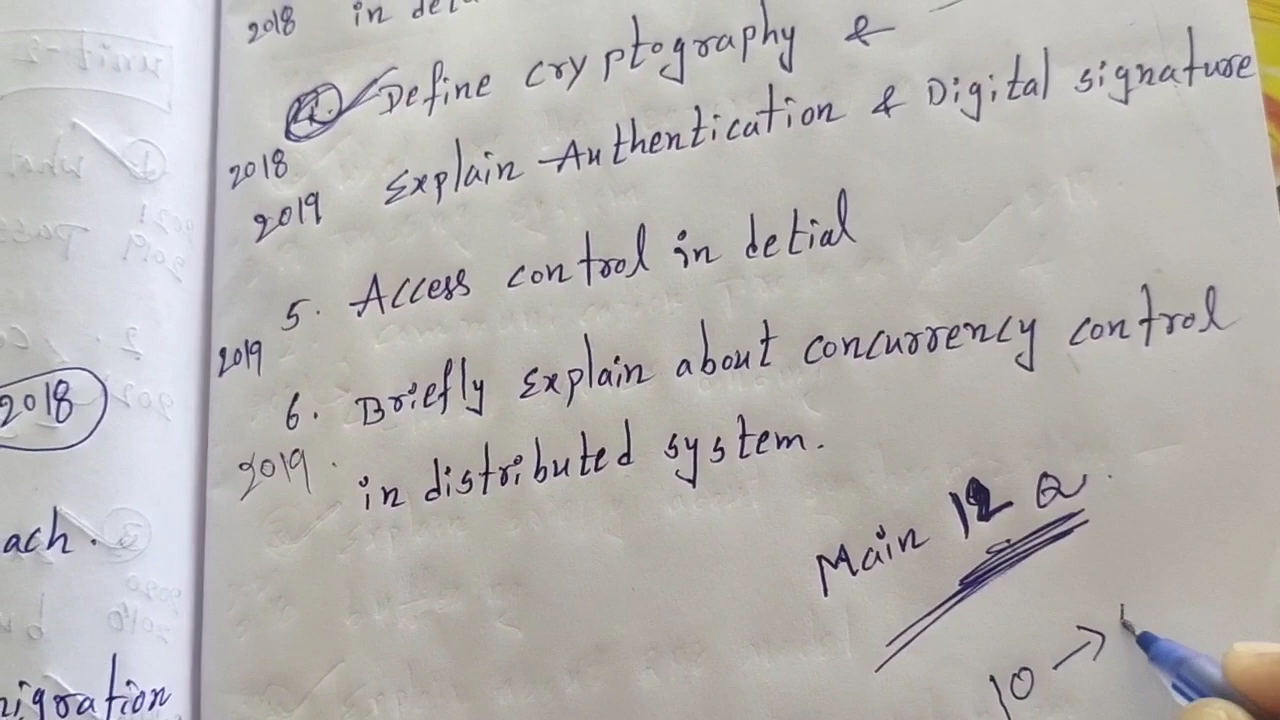 2018 in
4. Define cryptography &
2018
2019 Explain Authentication & Digital signature
5. Access control in detial
2019
6. Briefly Explain about concurrency control
2019. in distributed system.
Main 12 Q.
10 →
2018
ach.
igration